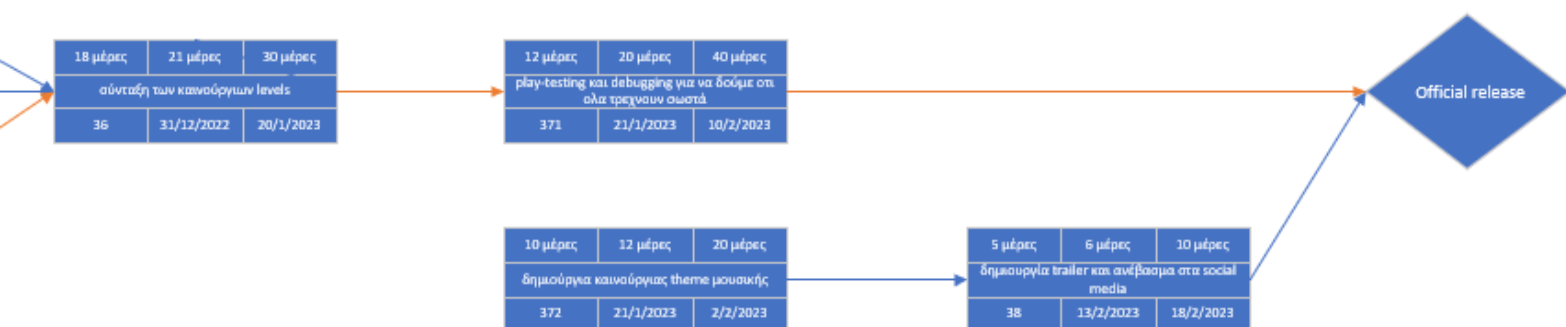 18 μέρες 21 μέρες 30 μέρες
σύνταξη των καινούργιων levels
36 31/12/2022 20/1/2023
12 μέρες 20 μέρες 40 μέρες
play-testing και debugging για να δούμε οτι
ολα τρεχνουν σωστά
371 21/1/2023 10/2/2023
Official release
10 μέρες 12 μέρες 20 μέρες
δημιούργια καινούργιας theme μουσικής
372 21/1/2023 2/2/2023
5 μέρες 6 μέρες 10 μέρες
δημιουργία trailer και ανέβασμα στα social
media
38 13/2/2023 18/2/2023